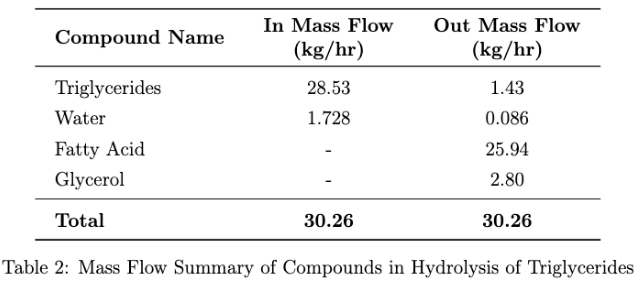 Compound Name In Mass Flow (kg/hr) Out Mass Flow (kg/hr)
Triglycerides 28.53 1.43
Water 1.728 0.086
Fatty Acid - 25.94
Glycerol - 2.80
Total 30.26 30.26
Table 2: Mass Flow Summary of Compounds in Hydrolysis of Triglycerides